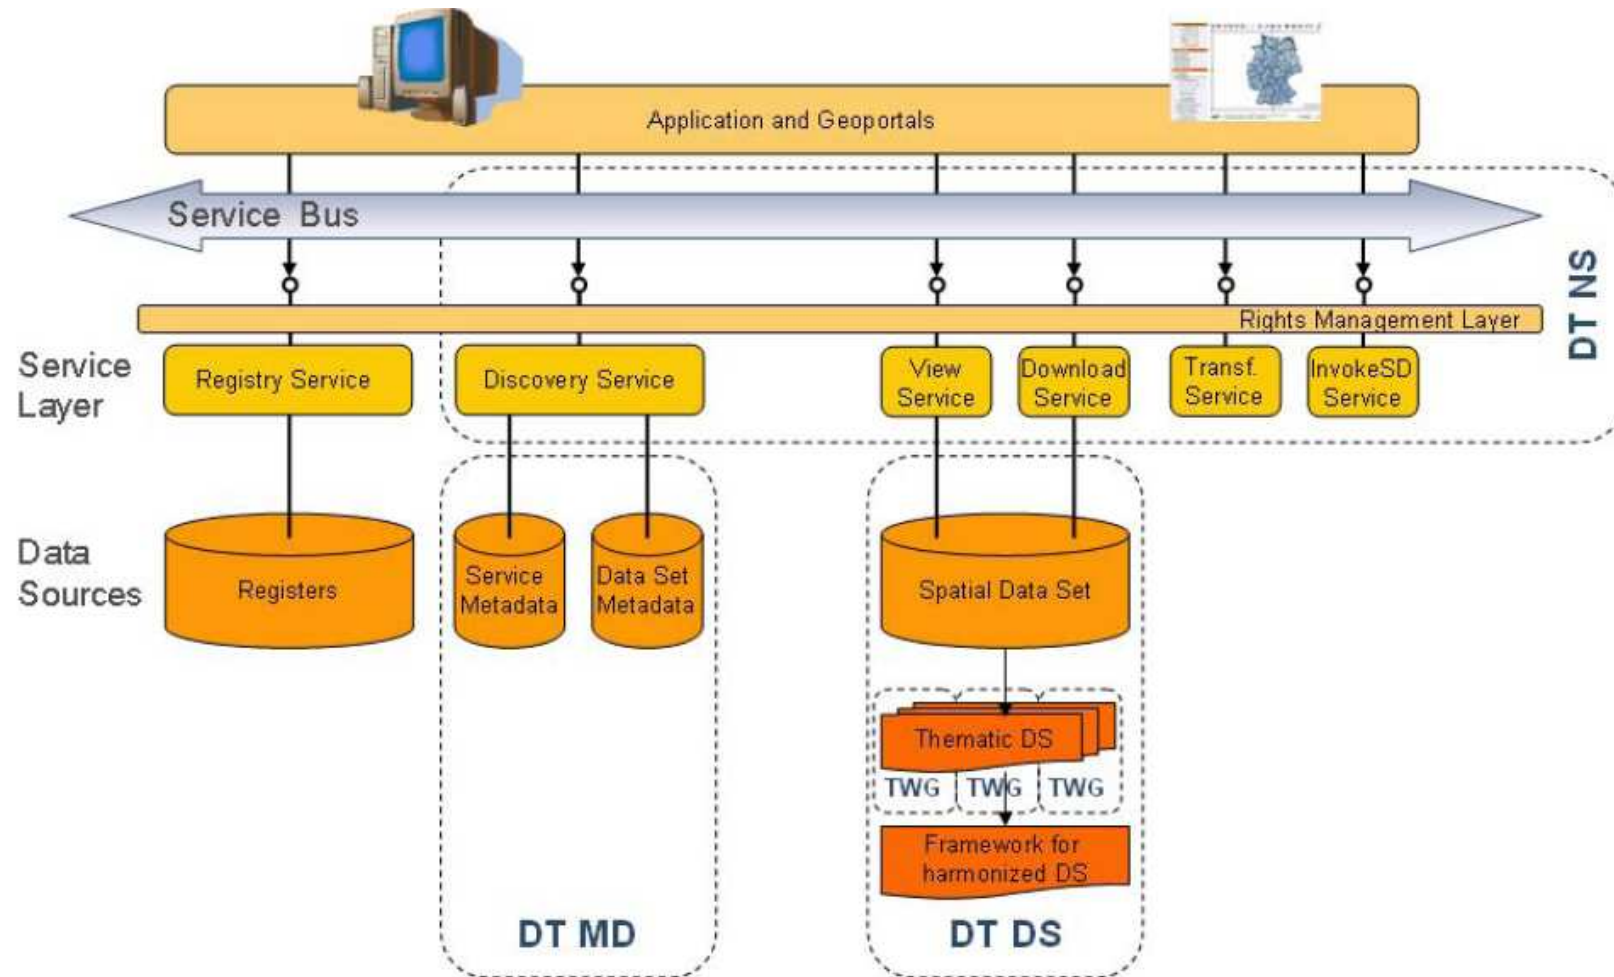 Application and Geoportals
Service Bus
DT NS
Rights Management Layer
Service
Layer
Registry Service
Discovery Service
View
Service
Download
Service
Transf.
Service
InvokeSD
Service
Data
Sources
Registers
Service
Metadata
Data Set
Metadata
Spatial Data Set
Thematic DS
TWG TWG TWG
Framework for
harmonized DS
DT MD
DT DS